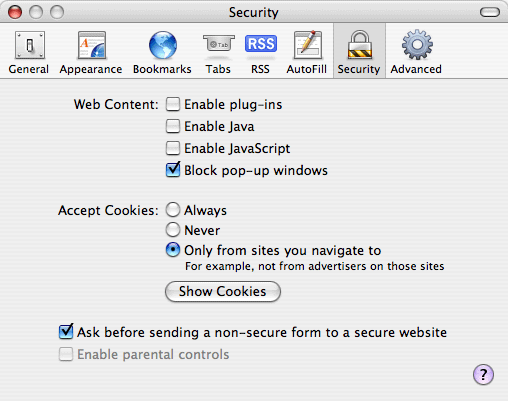 Security
General Appearance Bookmarks Tab Tabs RSS RSS AutoFill Security Advanced
Web Content: Enable plug-ins
Enable Java
Enable JavaScript
Block pop-up windows
Accept Cookies: Always
Never
Only from sites you navigate to
For example, not from advertisers on those sites
Show Cookies
Ask before sending a non-secure form to a secure website
Enable parental controls
?